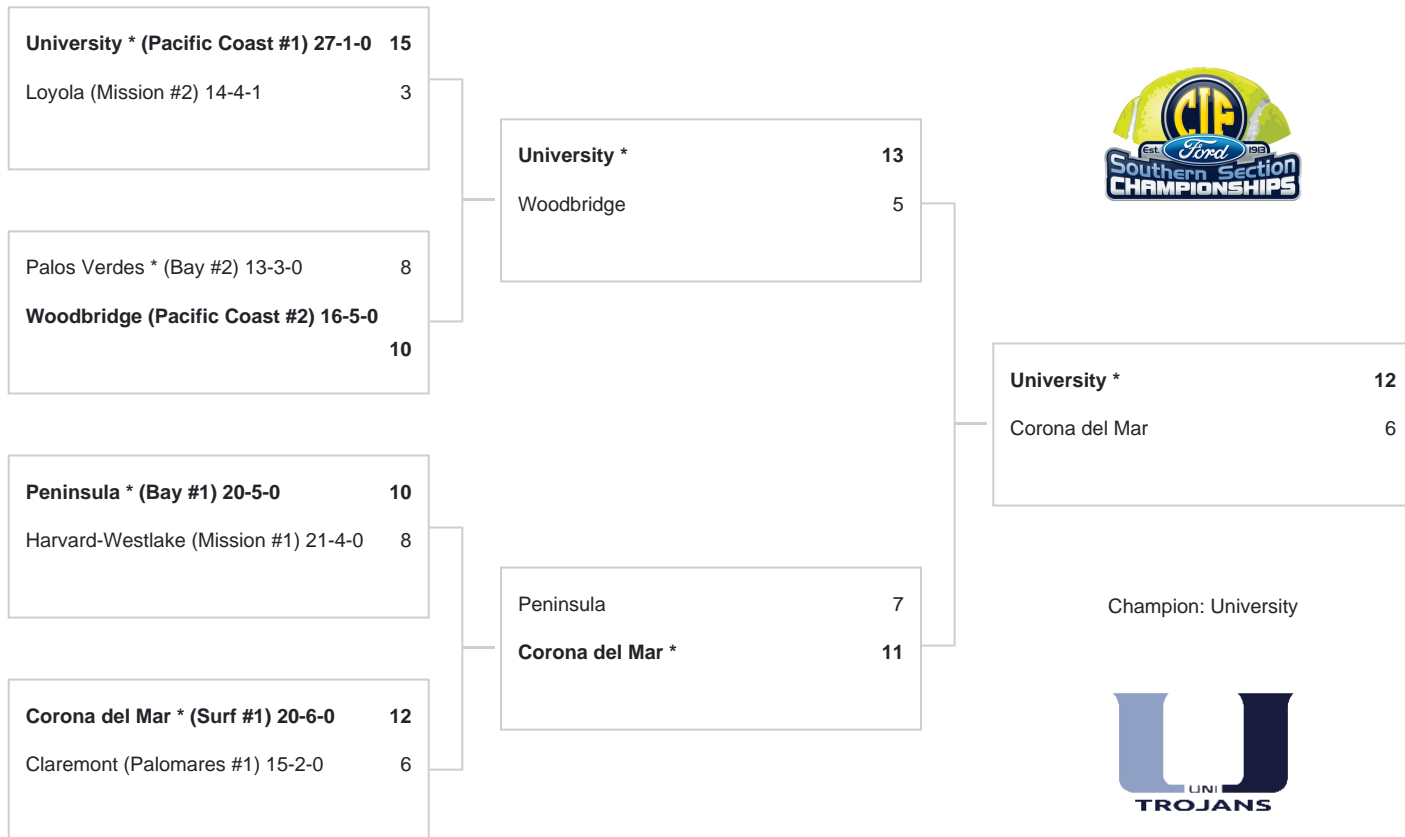 University * (Pacific Coast #1) 27-1-0 15
Loyola (Mission #2) 14-4-1 3
Palos Verdes * (Bay #2) 13-3-0 8
Woodbridge (Pacific Coast #2) 16-5-0
10
Peninsula * (Bay #1) 20-5-0 10
Harvard-Westlake (Mission #1) 21-4-0 8
Corona del Mar * (Surf #1) 20-6-0 12
Claremont (Palomares #1) 15-2-0 6
University * 13
Woodbridge 5
Peninsula 7
Corona del Mar * 11
CIF
Est. Ford 1913
Southern Section
CHAMPIONSHIPS
University * 12
Corona del Mar 6
Champion: University
UNI
TROJANS